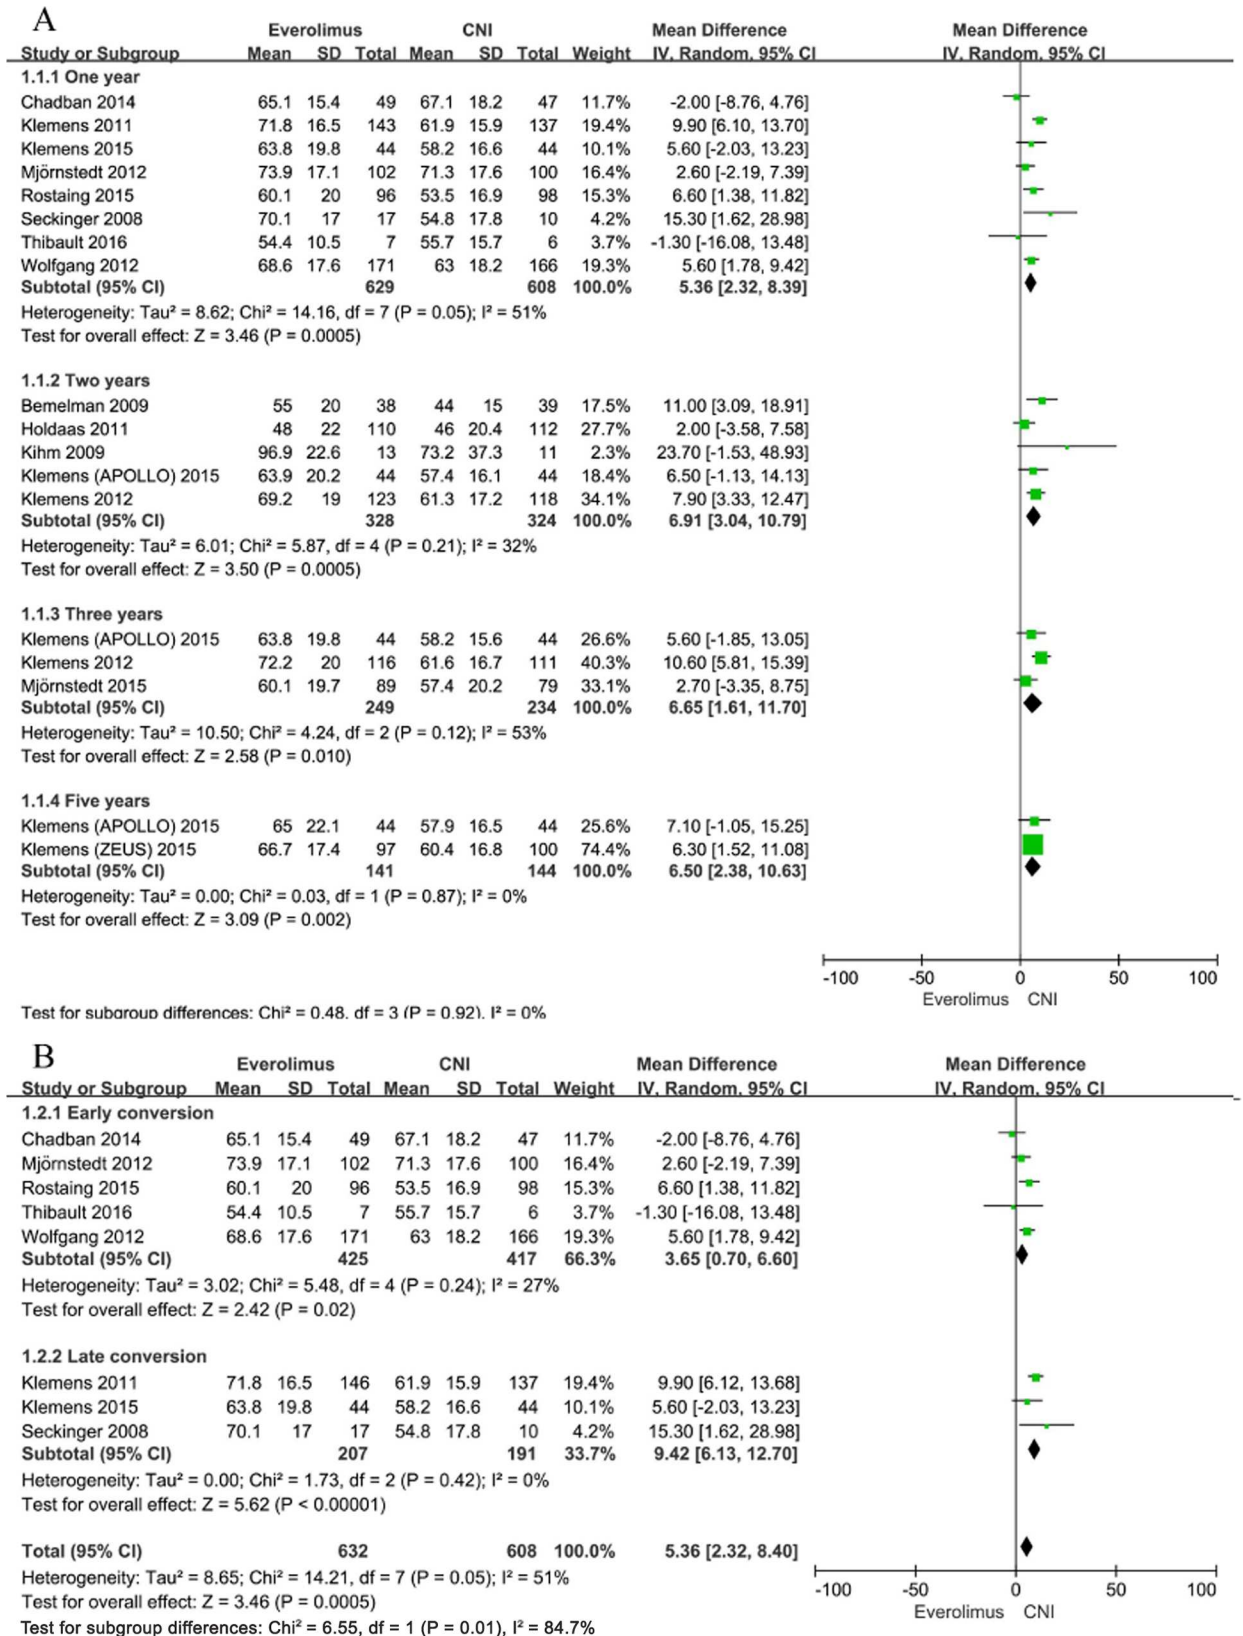 A
Everolimus CNI Mean Difference Mean Difference
Study or Subgroup Mean SD Total Mean SD Total Weight IV, Random, 95% CI IV, Random, 95% CI
1.1.1 One year
Chadban 2014 65.1 15.4 49 67.1 18.2 47 11.7% -2.00 [-8.76, 4.76]
Klemens 2011 71.8 16.5 143 61.9 15.9 137 19.4% 9.90 [6.10, 13.70]
Klemens 2015 63.8 19.8 44 58.2 16.6 44 10.1% 5.60 [-2.03, 13.23]
Mjörnstedt 2012 73.9 17.1 102 71.3 17.6 100 16.4% 2.60 [-2.19, 7.39]
Rostaing 2015 60.1 20 96 53.5 16.9 98 15.3% 6.60 [1.38, 11.82]
Seckinger 2008 70.1 17 17 54.8 17.8 10 4.2% 15.30 [1.62, 28.98]
Thibault 2016 54.4 10.5 7 55.7 15.7 6 3.7% -1.30 [-16.08, 13.48]
Wolfgang 2012 68.6 17.6 171 63 18.2 166 19.3% 5.60 [1.78, 9.42]
Subtotal (95% CI) 629 608 100.0% 5.36 [2.32, 8.39]
Heterogeneity: Tau² = 8.62; Chi² = 14.16, df = 7 (P = 0.05); I² = 51%
Test for overall effect: Z = 3.46 (P = 0.0005)
1.1.2 Two years
Bemelman 2009 55 20 38 44 15 39 17.5% 11.00 [3.09, 18.91]
Holdaas 2011 48 22 110 46 20.4 112 27.7% 2.00 [-3.58, 7.58]
Kihm 2009 96.9 22.6 13 73.2 37.3 11 2.3% 23.70 [-1.53, 48.93]
Klemens (APOLLO) 2015 63.9 20.2 44 57.4 16.1 44 18.4% 6.50 [-1.13, 14.13]
Klemens 2012 69.2 19 123 61.3 17.2 118 34.1% 7.90 [3.33, 12.47]
Subtotal (95% CI) 328 324 100.0% 6.91 [3.04, 10.79]
Heterogeneity: Tau² = 6.01; Chi² = 5.87, df = 4 (P = 0.21); I² = 32%
Test for overall effect: Z = 3.50 (P = 0.0005)
1.1.3 Three years
Klemens (APOLLO) 2015 63.8 19.8 44 58.2 15.6 44 26.6% 5.60 [-1.85, 13.05]
Klemens 2012 72.2 20 116 61.6 16.7 111 40.3% 10.60 [5.81, 15.39]
Mjörnstedt 2015 60.1 19.7 89 57.4 20.2 79 33.1% 2.70 [-3.35, 8.75]
Subtotal (95% CI) 249 234 100.0% 6.65 [1.61, 11.70]
Heterogeneity: Tau² = 10.50; Chi² = 4.24, df = 2 (P = 0.12); I² = 53%
Test for overall effect: Z = 2.58 (P = 0.010)
1.1.4 Five years
Klemens (APOLLO) 2015 65 22.1 44 57.9 16.5 44 25.6% 7.10 [-1.05, 15.25]
Klemens (ZEUS) 2015 66.7 17.4 97 60.4 16.8 100 74.4% 6.30 [1.52, 11.08]
Subtotal (95% CI) 141 144 100.0% 6.50 [2.38, 10.63]
Heterogeneity: Tau² = 0.00; Chi² = 0.03, df = 1 (P = 0.87); I² = 0%
Test for overall effect: Z = 3.09 (P = 0.002)
-100 -50 0 50 100
Everolimus CNI
Test for subgroup differences: Chi² = 0.48, df = 3 (P = 0.92), I² = 0%
B
Everolimus CNI Mean Difference Mean Difference
Study or Subgroup Mean SD Total Mean SD Total Weight IV, Random, 95% CI IV, Random, 95% CI
1.2.1 Early conversion
Chadban 2014 65.1 15.4 49 67.1 18.2 47 11.7% -2.00 [-8.76, 4.76]
Mjörnstedt 2012 73.9 17.1 102 71.3 17.6 100 16.4% 2.60 [-2.19, 7.39]
Rostaing 2015 60.1 20 96 53.5 16.9 98 15.3% 6.60 [1.38, 11.82]
Thibault 2016 54.4 10.5 7 55.7 15.7 6 3.7% -1.30 [-16.08, 13.48]
Wolfgang 2012 68.6 17.6 171 63 18.2 166 19.3% 5.60 [1.78, 9.42]
Subtotal (95% CI) 425 417 66.3% 3.65 [0.70, 6.60]
Heterogeneity: Tau² = 3.02; Chi² = 5.48, df = 4 (P = 0.24); I² = 27%
Test for overall effect: Z = 2.42 (P = 0.02)
1.2.2 Late conversion
Klemens 2011 71.8 16.5 146 61.9 15.9 137 19.4% 9.90 [6.12, 13.68]
Klemens 2015 63.8 19.8 44 58.2 16.6 44 10.1% 5.60 [-2.03, 13.23]
Seckinger 2008 70.1 17 17 54.8 17.8 10 4.2% 15.30 [1.62, 28.98]
Subtotal (95% CI) 207 191 33.7% 9.42 [6.13, 12.70]
Heterogeneity: Tau² = 0.00; Chi² = 1.73, df = 2 (P = 0.42); I² = 0%
Test for overall effect: Z = 5.62 (P < 0.00001)
Total (95% CI) 632 608 100.0% 5.36 [2.32, 8.40]
Heterogeneity: Tau² = 8.65; Chi² = 14.21, df = 7 (P = 0.05); I² = 51%
Test for overall effect: Z = 3.46 (P = 0.0005)
Test for subgroup differences: Chi² = 6.55, df = 1 (P = 0.01), I² = 84.7%
-100 -50 0 50 100
Everolimus CNI